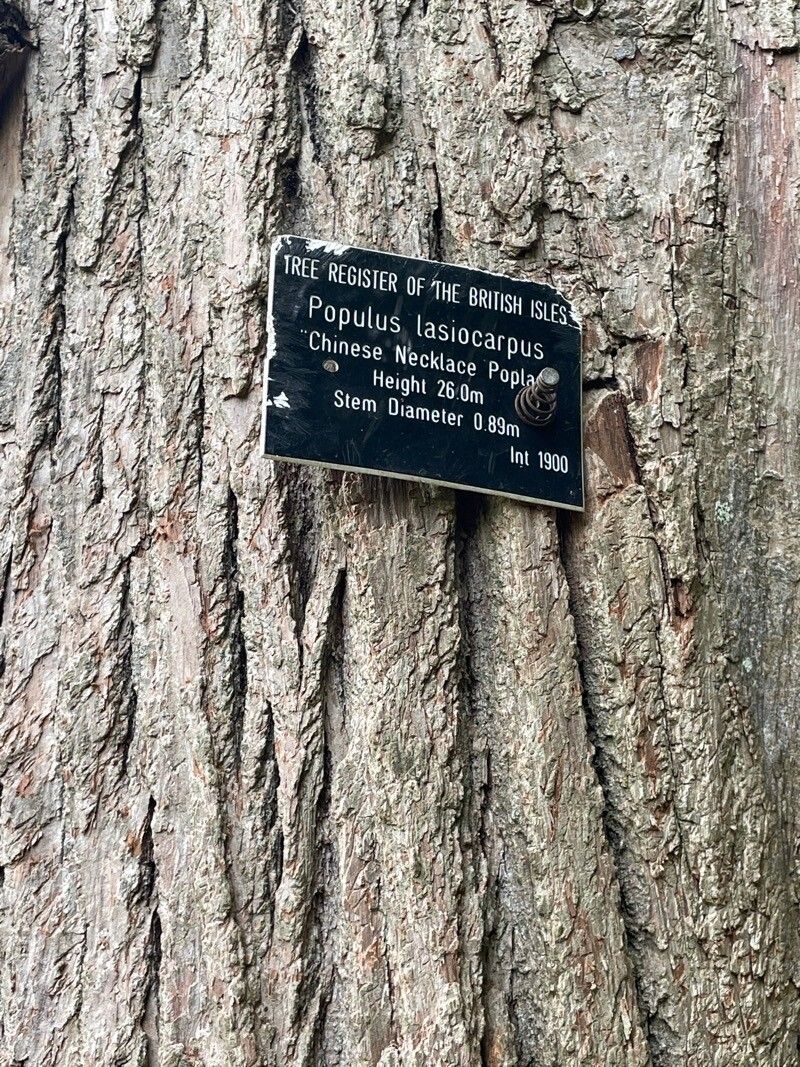 TREE REGISTER OF THE BRITISH ISLES
Populus lasiocarpus
"Chinese Necklace Popla
Height 26.0m
Stem Diameter 0.89m
Int 1900